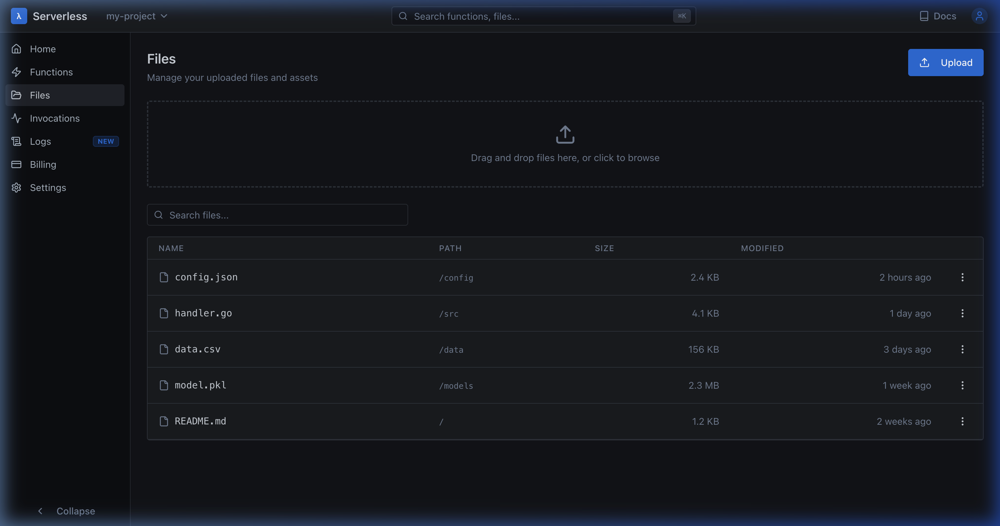 λ Serverless my-project Search functions, files... ⌘K Docs
Home
Functions
Files
Invocations
Logs NEW
Billing
Settings
Collapse
Files
Manage your uploaded files and assets
Upload
Drag and drop files here, or click to browse
Search files...
NAME PATH SIZE MODIFIED
config.json /config 2.4 KB 2 hours ago
handler.go /src 4.1 KB 1 day ago
data.csv /data 156 KB 3 days ago
model.pkl /models 2.3 MB 1 week ago
README.md / 1.2 KB 2 weeks ago